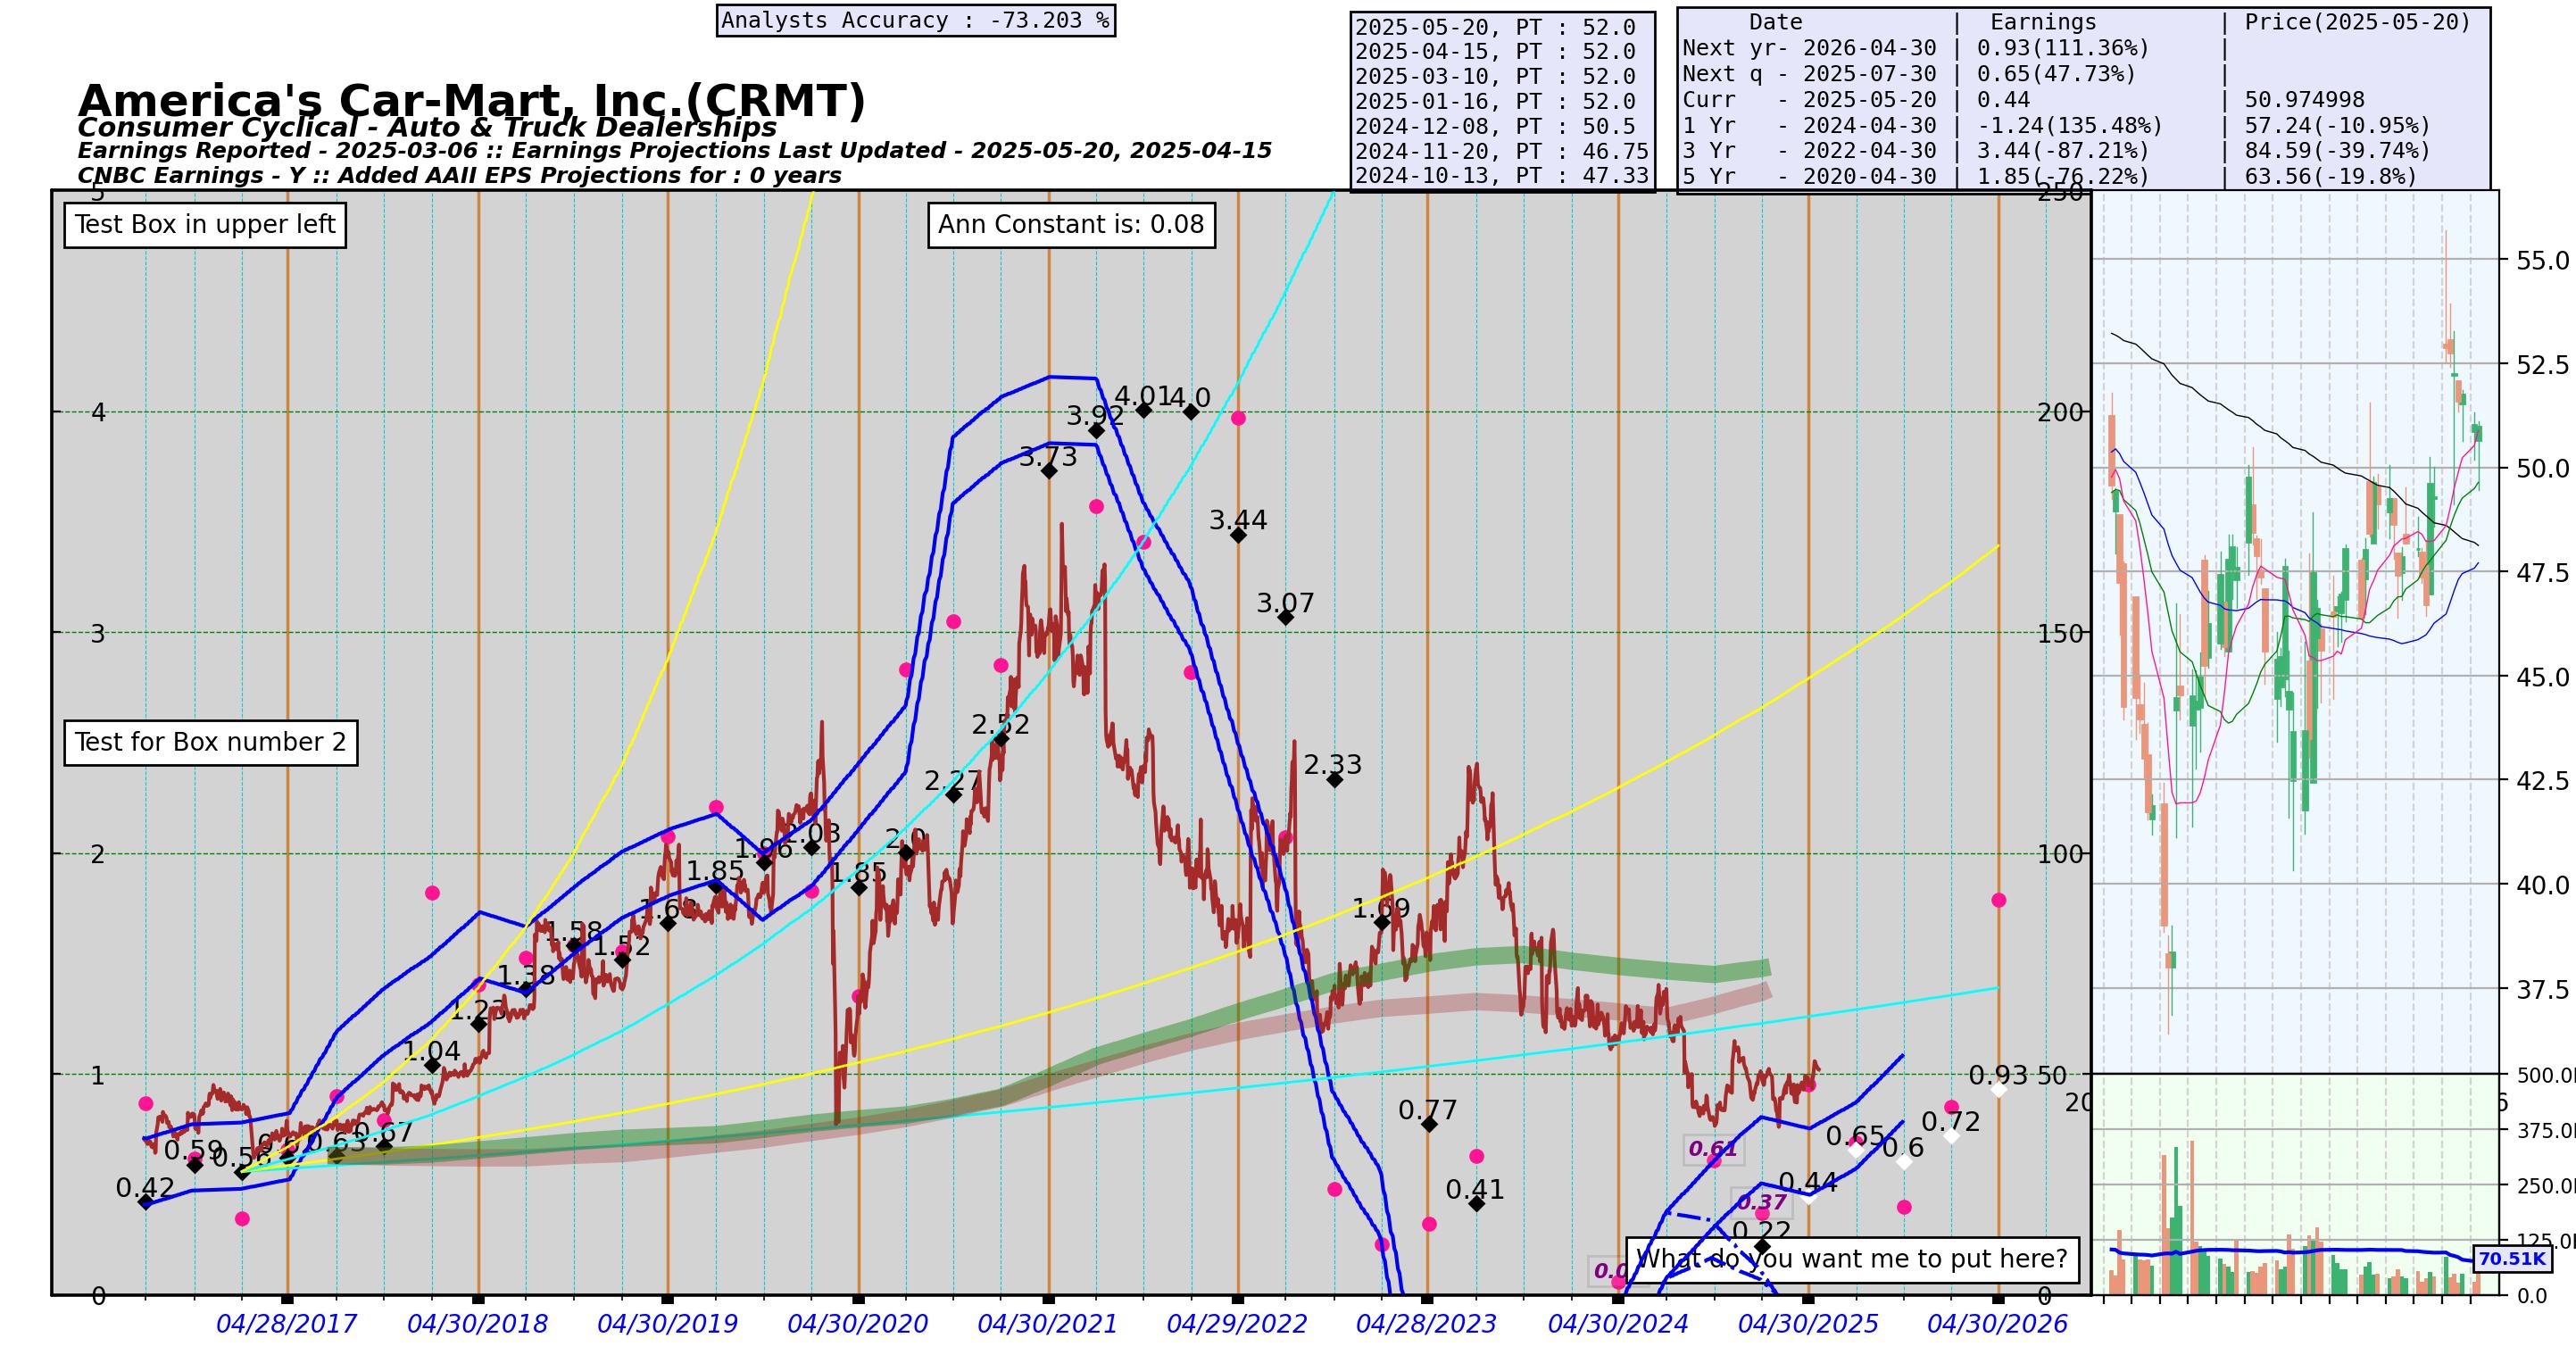 Analysts Accuracy : -73.203 %
2025-05-20, PT : 52.0
2025-04-15, PT : 52.0
2025-03-10, PT : 52.0
2025-01-16, PT : 52.0
2024-12-08, PT : 50.5
2024-11-20, PT : 46.75
2024-10-13, PT : 47.33
Date | Earnings | Price(2025-05-20)
Next yr- 2026-04-30 | 0.93(111.36%) |
Next q - 2025-07-30 | 0.65(47.73%) |
Curr - 2025-05-20 | 0.44 | 50.974998
1 Yr - 2024-04-30 | -1.24(135.48%) | 57.24(-10.95%)
3 Yr - 2022-04-30 | 3.44(-87.21%) | 84.59(-39.74%)
5 Yr - 2020-04-30 | 1.85(-76.22%) | 63.56(-19.8%)
America's Car-Mart, Inc.(CRMT)
Consumer Cyclical - Auto & Truck Dealerships
Earnings Reported - 2025-03-06 :: Earnings Projections Last Updated - 2025-05-20, 2025-04-15
CNBC Earnings - Y :: Added AAII EPS Projections for : 0 years
Test Box in upper left
Ann Constant is: 0.08
Test for Box number 2
What do you want me to put here?
5
4
3
2
1
0
250
200
150
100
50
0
0.42
0.59
0.56
0.63
0.67
1.04
1.23
1.38
1.58
1.52
1.68
1.85
1.96
2.03
1.85
2.0
2.27
2.52
3.73
3.92
4.01
4.0
3.44
3.07
2.33
1.69
0.77
0.41
0.61
0.37
0.22
0.44
0.65
0.6
0.72
0.93
55.0
52.5
50.0
47.5
45.0
42.5
40.0
37.5
70.51K
0.0
04/28/2017
04/30/2018
04/30/2019
04/30/2020
04/30/2021
04/29/2022
04/28/2023
04/30/2024
04/30/2025
04/30/2026